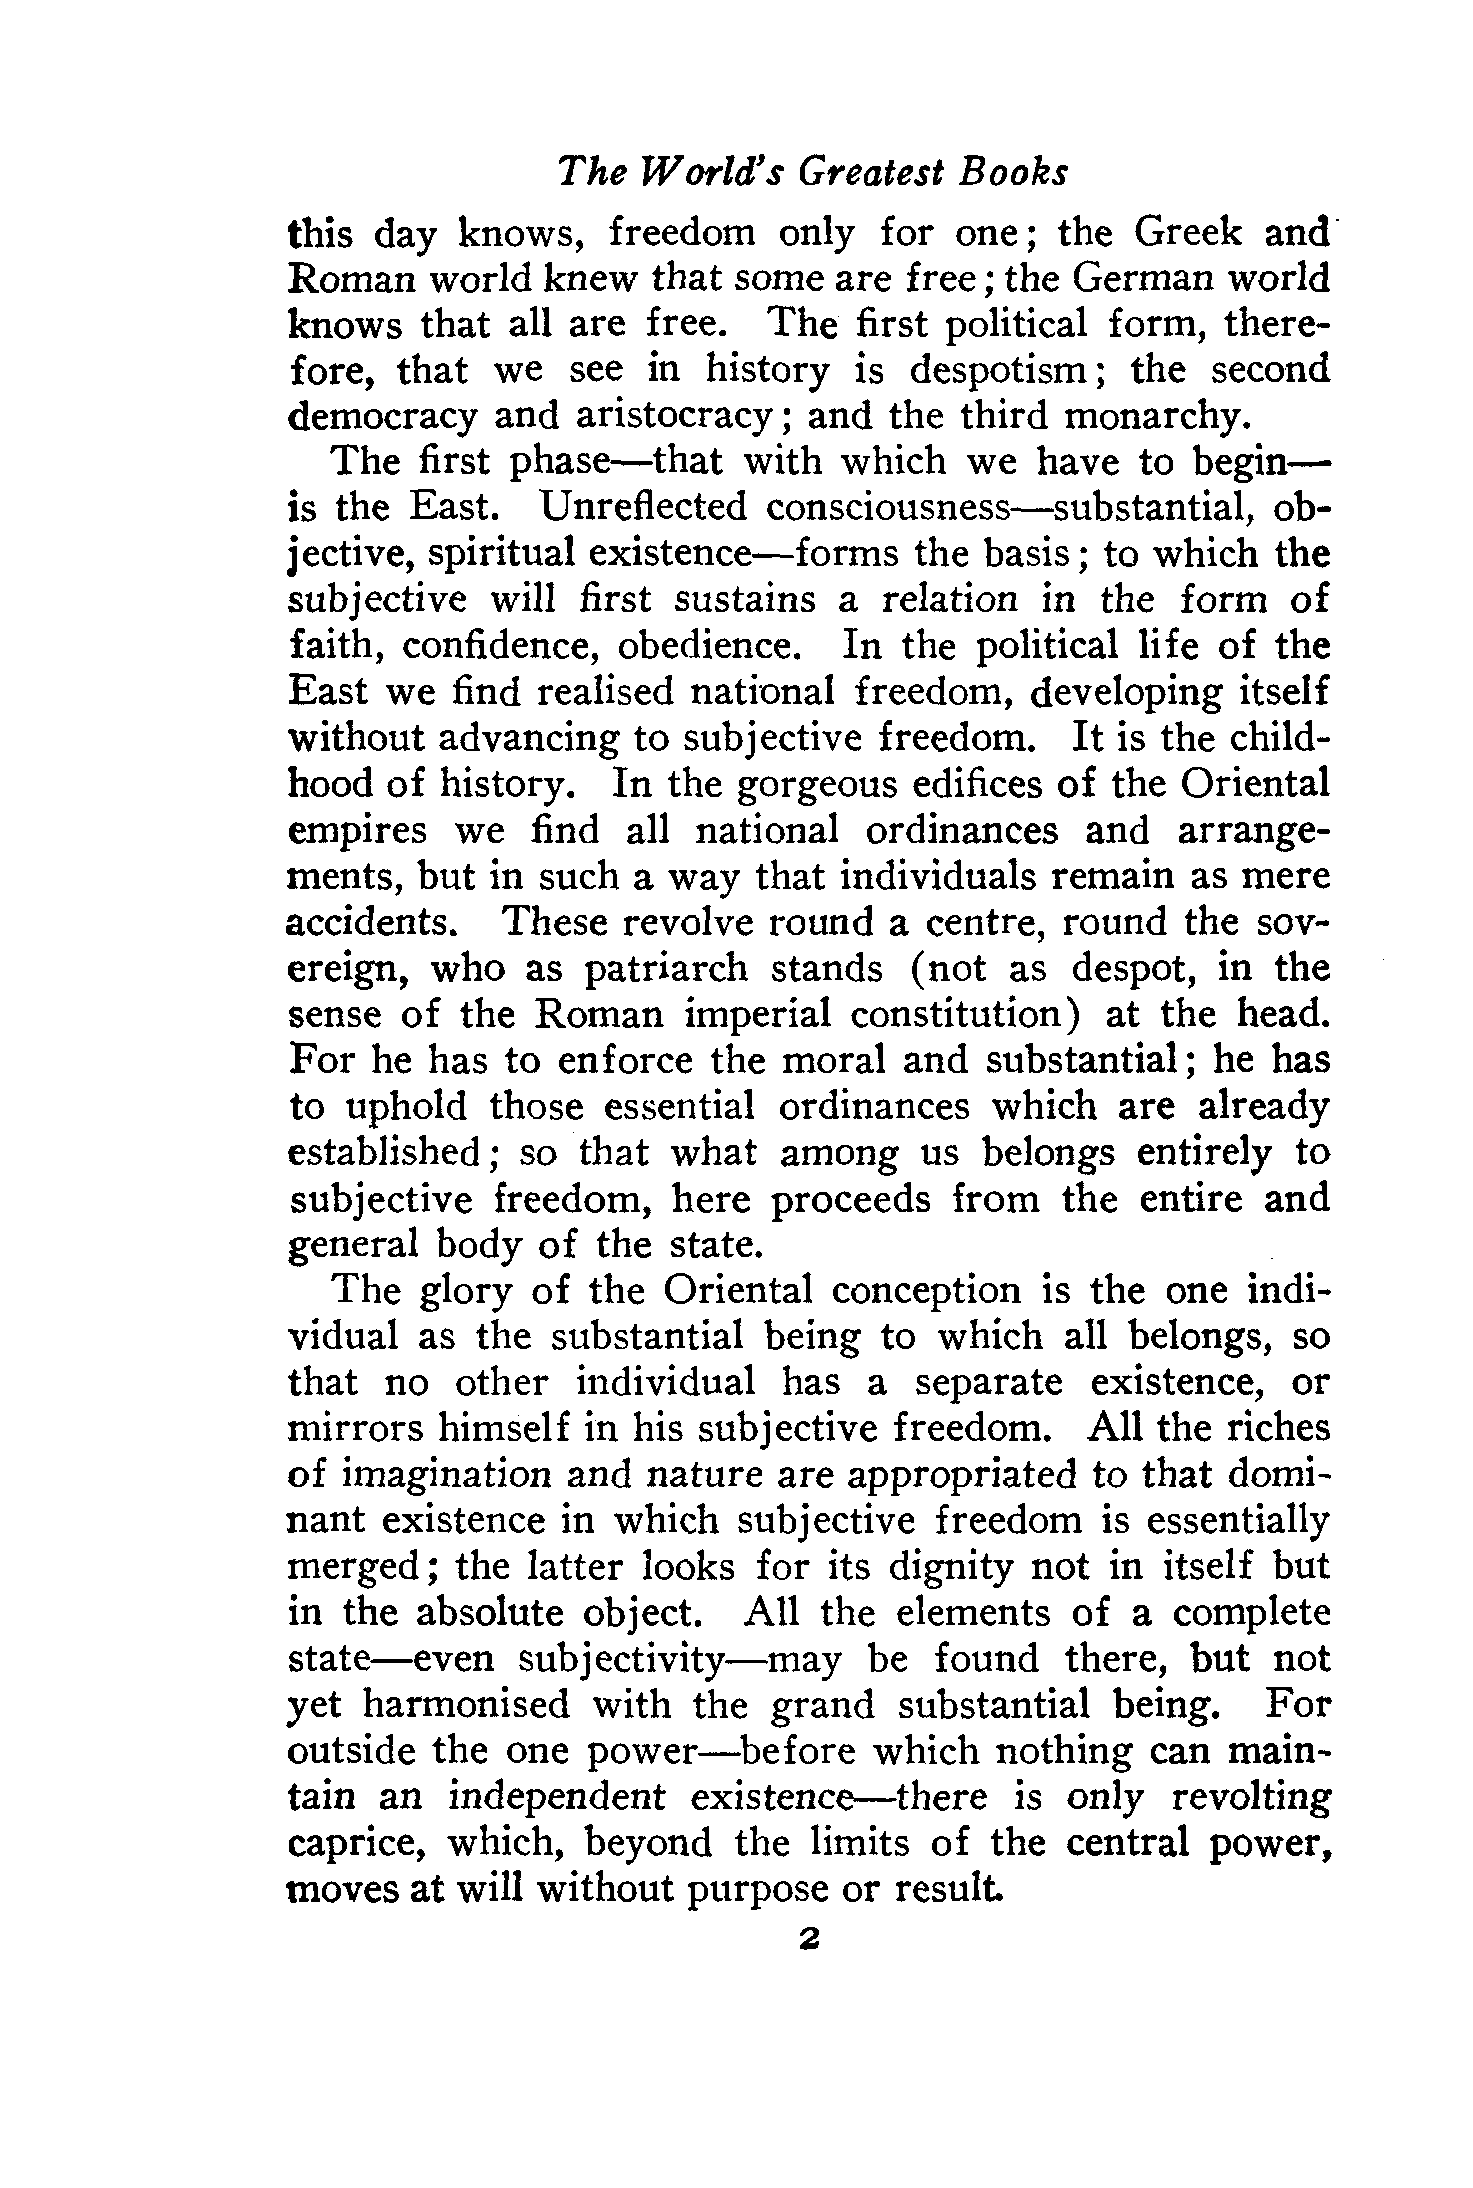 The World's Greatest Books
this day knows, freedom only for one; the Greek and
Roman world knew that some are free; the German world
knows that all are free. The first political form, there-
fore, that we see in history is despotism; the second
democracy and aristocracy; and the third monarchy.
The first phase—that with which we have to begin—
is the East. Unreflected consciousness—substantial, ob-
jective, spiritual existence—forms the basis; to which the
subjective will first sustains a relation in the form of
faith, confidence, obedience. In the political life of the
East we find realised national freedom, developing itself
without advancing to subjective freedom. It is the child-
hood of history. In the gorgeous edifices of the Oriental
empires we find all national ordinances and arrange-
ments, but in such a way that individuals remain as mere
accidents. These revolve round a centre, round the sov-
ereign, who as patriarch stands (not as despot, in the
sense of the Roman imperial constitution) at the head.
For he has to enforce the moral and substantial; he has
to uphold those essential ordinances which are already
established; so that what among us belongs entirely to
subjective freedom, here proceeds from the entire and
general body of the state.
The glory of the Oriental conception is the one indi-
vidual as the substantial being to which all belongs, so
that no other individual has a separate existence, or
mirrors himself in his subjective freedom. All the riches
of imagination and nature are appropriated to that domi-
nant existence in which subjective freedom is essentially
merged; the latter looks for its dignity not in itself but
in the absolute object. All the elements of a complete
state—even subjectivity—may be found there, but not
yet harmonised with the grand substantial being. For
outside the one power—before which nothing can main-
tain an independent existence—there is only revolting
caprice, which, beyond the limits of the central power,
moves at will without purpose or result.
2